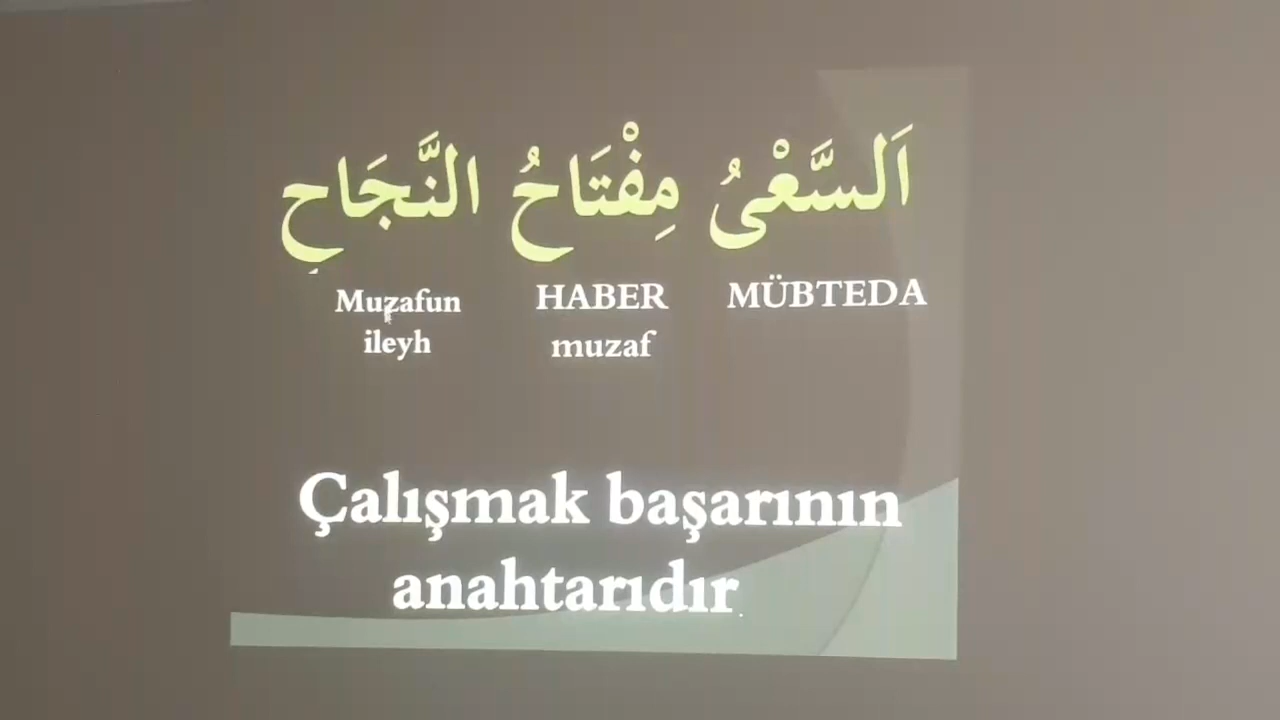 اَلسَّعْىُ مِفْتَاحُ النَّجَاحِ
MÜBTEDA
HABER
muzaf
Muzafun
ileyh
Çalışmak başarının
anahtarıdır.